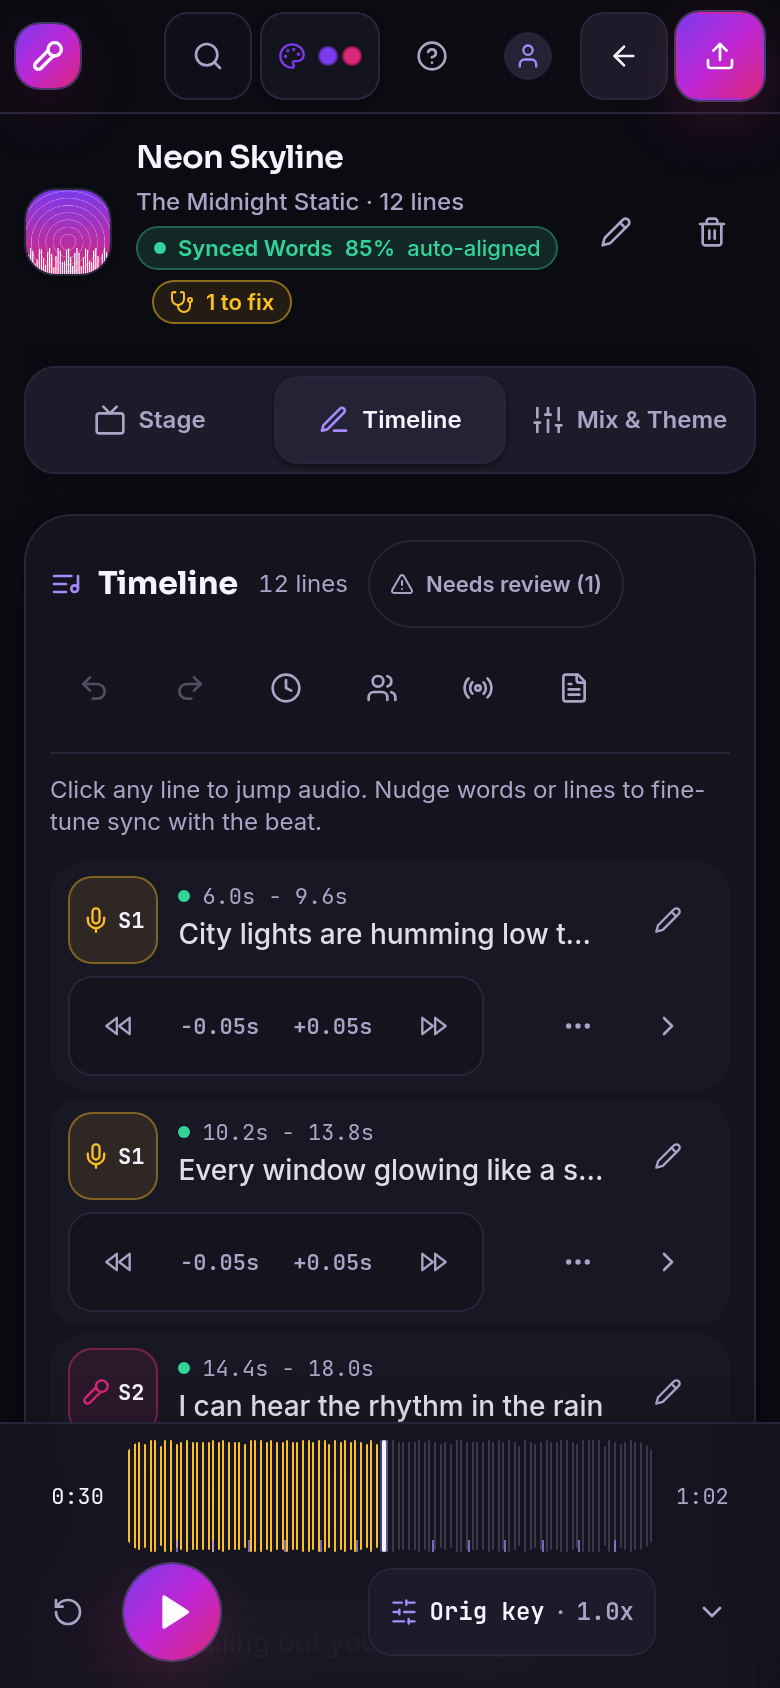 Neon Skyline
The Midnight Static · 12 lines
Synced Words 85% auto-aligned
1 to fix
Stage
Timeline
Mix & Theme
Timeline 12 lines Needs review (1)
Click any line to jump audio. Nudge words or lines to fine-
tune sync with the beat.
S1 6.0s - 9.6s
City lights are humming low t...
-0.05s +0.05s
S1 10.2s - 13.8s
Every window glowing like a s...
-0.05s +0.05s
S2 14.4s - 18.0s
I can hear the rhythm in the rain
0:30 1:02
Orig key · 1.0x